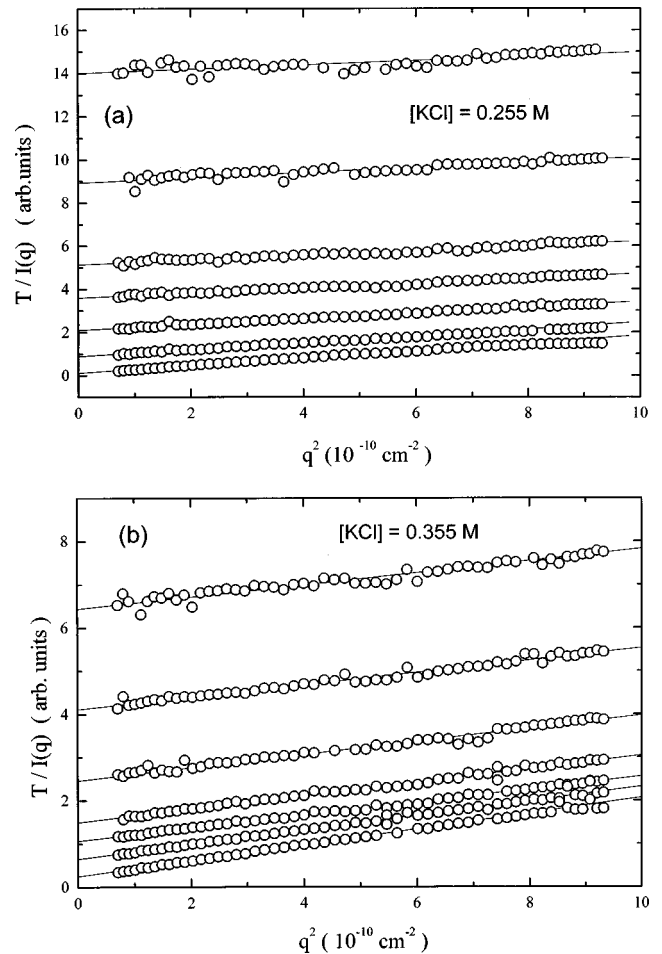 16
14
12
10
8
6
4
2
0
T / I(q) ( arb.units )
(a)
[KCl] = 0.255 M
0 2 4 6 8 10
q² (10⁻¹⁰ cm⁻²)
8
6
4
2
0
T / I(q) ( arb. units )
(b)
[KCl] = 0.355 M
0 2 4 6 8 10
q² ( 10⁻¹⁰ cm⁻²)